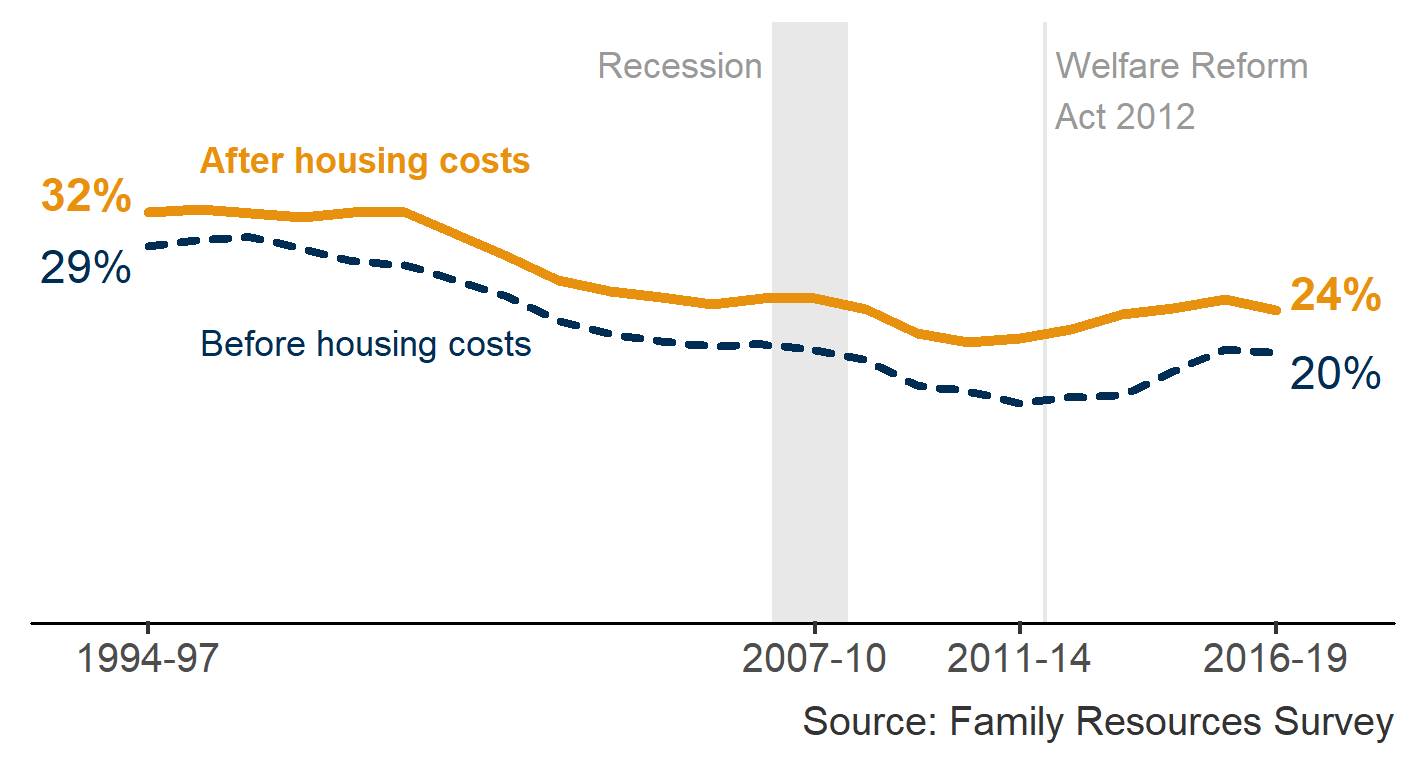 Recession
Welfare Reform
Act 2012
After housing costs
32%
29%
Before housing costs
24%
20%
1994-97
2007-10
2011-14
2016-19
Source: Family Resources Survey